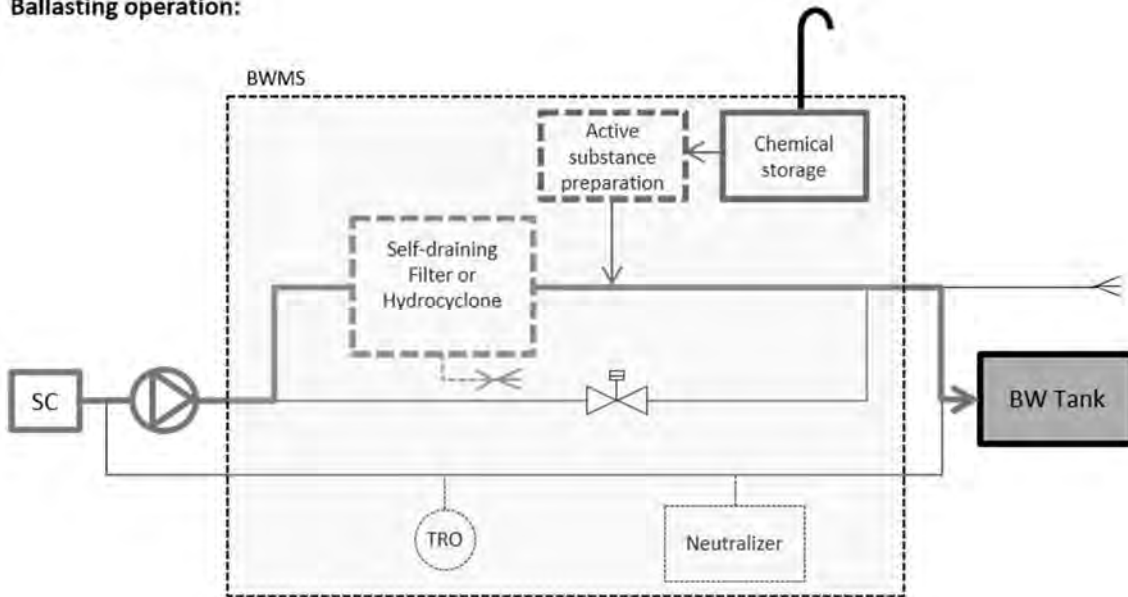 Ballasting operation:
BWMS
Active
substance
preparation
Chemical
storage
Self-draining
Filter or
Hydrocyclone
SC
BW Tank
TRO
Neutralizer